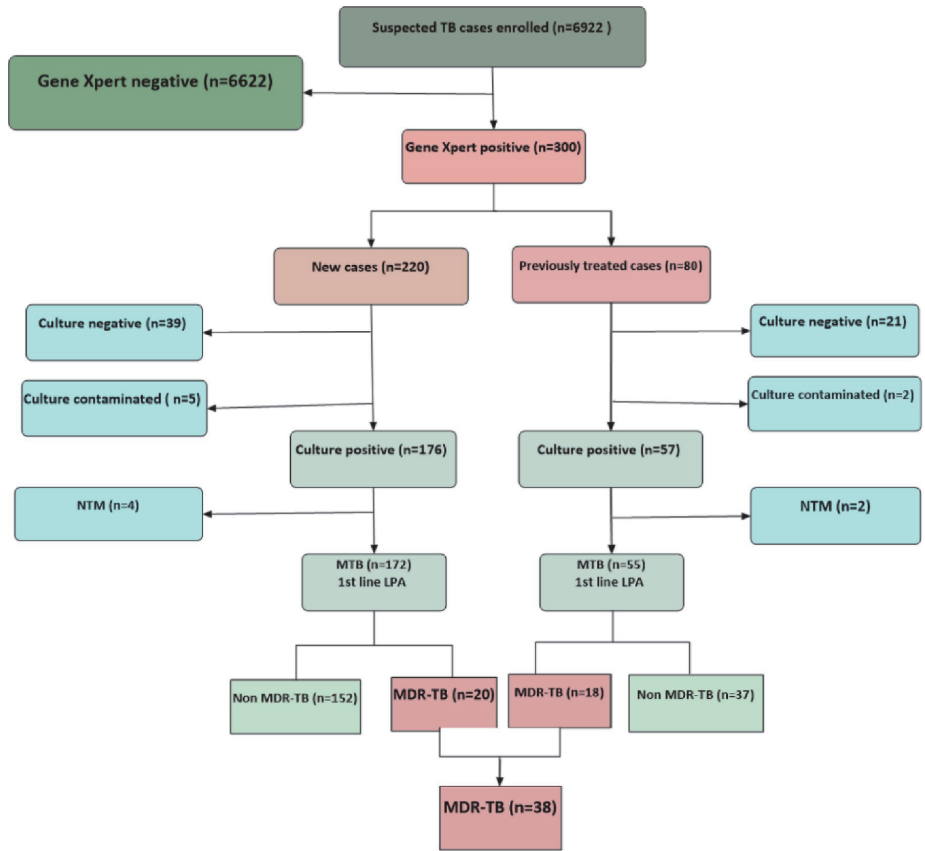 Suspected TB cases enrolled (n=6922 )
Gene Xpert negative (n=6622)
Gene Xpert positive (n=300)
New cases (n=220)
Previously treated cases (n=80)
Culture negative (n=39)
Culture negative (n=21)
Culture contaminated ( n=5)
Culture contaminated (n=2)
Culture positive (n=176)
Culture positive (n=57)
NTM (n=4)
NTM (n=2)
MTB (n=172)
1st line LPA
MTB (n=55)
1st line LPA
Non MDR-TB (n=152)
MDR-TB (n=20)
MDR-TB (n=18)
Non MDR-TB (n=37)
MDR-TB (n=38)